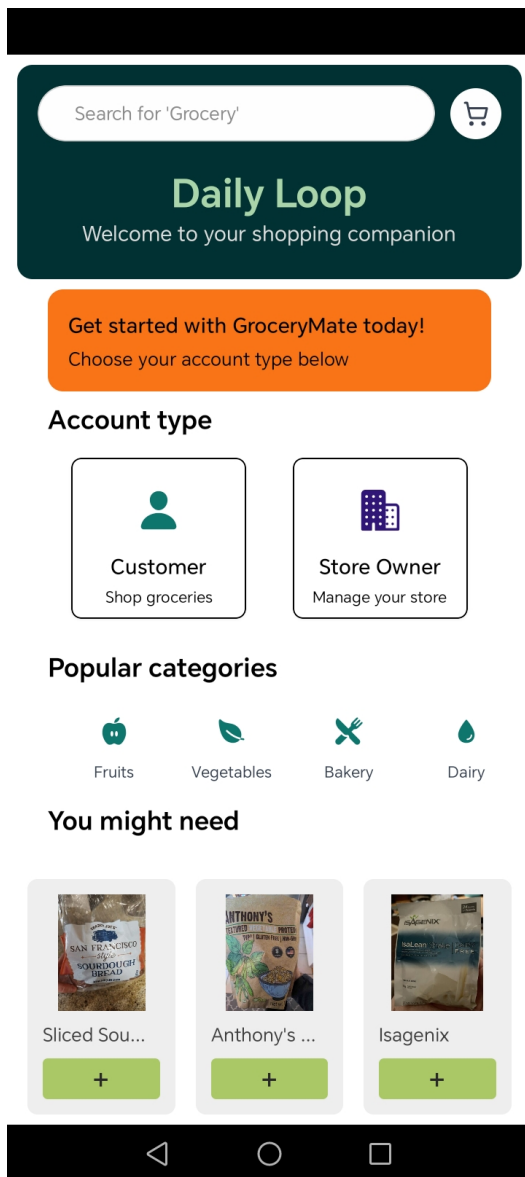 Search for 'Grocery'
Daily Loop
Welcome to your shopping companion
Get started with GroceryMate today!
Choose your account type below
Account type
Customer
Shop groceries
Store Owner
Manage your store
Popular categories
Fruits
Vegetables
Bakery
Dairy
You might need
SAN FRANCISCO
style
SOURDOUGH
BREAD
ANTHONY'S
ISAGENIX
IsaLean
Sliced Sou...
Anthony's ...
Isagenix
+
+
+